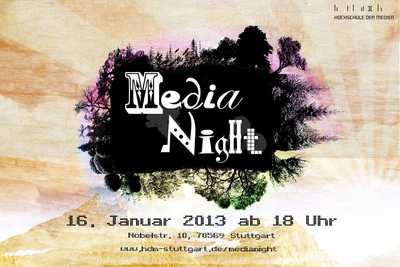 HOCHSCHULE DER MEDIEN
Media
Night
16. Januar 2013 ab 18 Uhr
Nobelstr. 10, 70569 Stuttgart
www.hdm-stuttgart.de/medianight